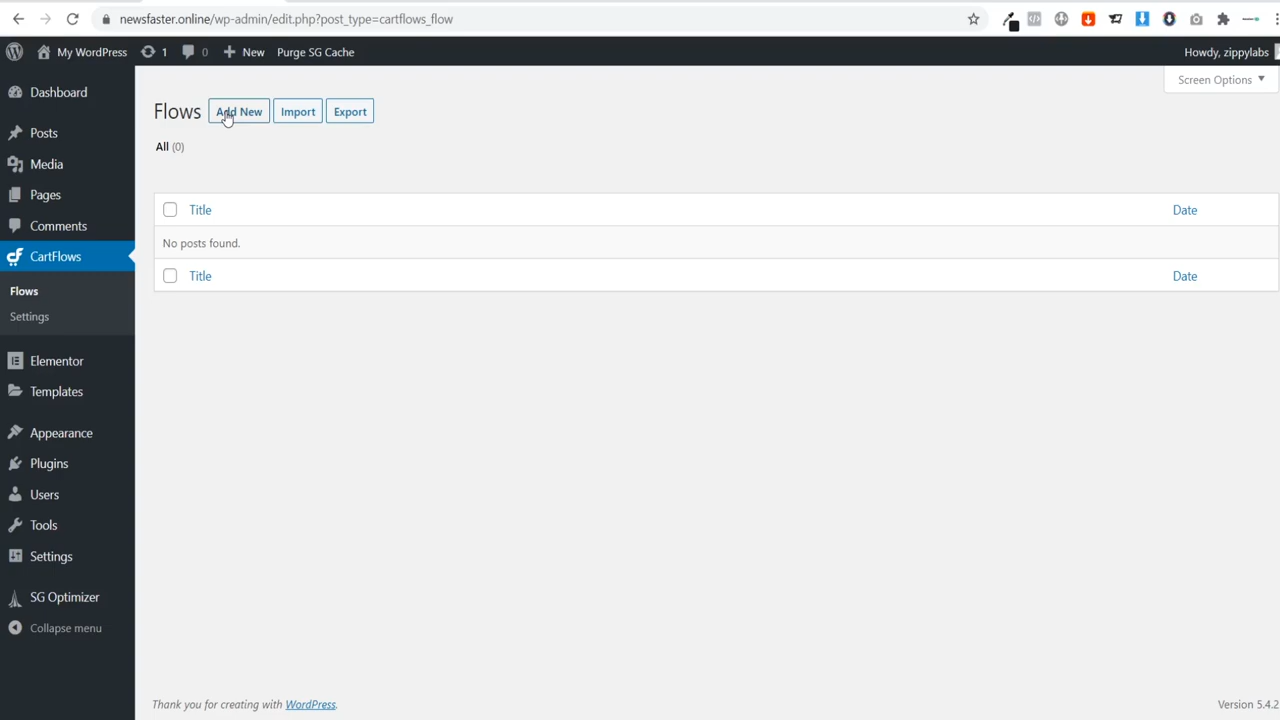 newsfaster.online/wp-admin/edit.php?post_type=cartflows_flow
My WordPress 1 0 New Purge SG Cache Howdy, zippylabs
Screen Options
Dashboard
Posts
Media
Pages
Comments
CartFlows
Flows
Settings
Elementor
Templates
Appearance
Plugins
Users
Tools
Settings
SG Optimizer
Collapse menu
Flows Add New Import Export
All (0)
Title Date
No posts found.
Title Date
Thank you for creating with WordPress. Version 5.4.2